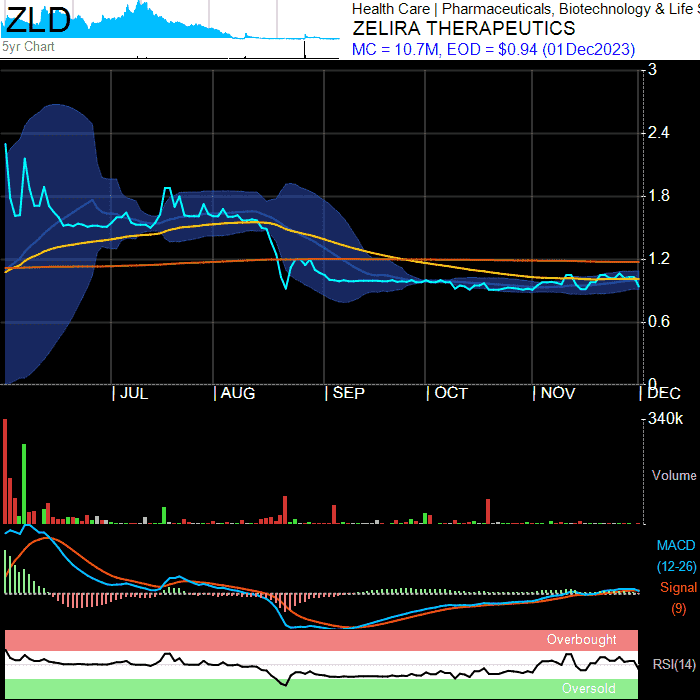 ZLD
5yr Chart
Health Care | Pharmaceuticals, Biotechnology & Life
ZELIRA THERAPEUTICS
MC = 10.7M, EOD = $0.94 (01Dec2023)
3
2.4
1.8
1.2
0.6
0
JUL AUG SEP OCT NOV DEC
340k
Volume
MACD
(12-26)
Signal
(9)
Overbought
RSI(14)
Oversold